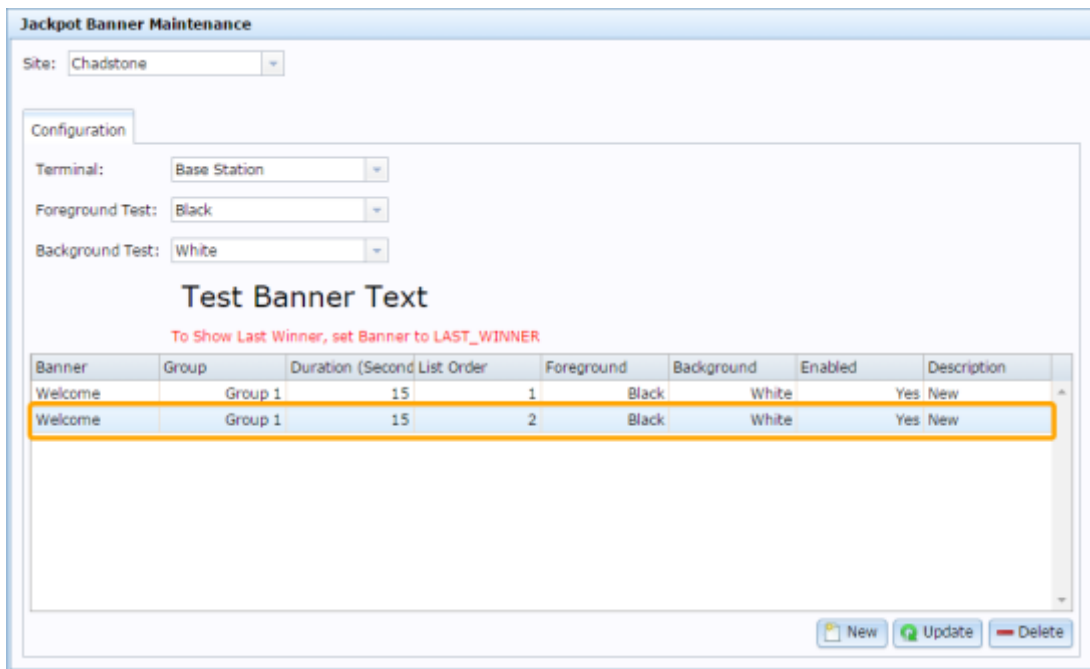 Jackpot Banner Maintenance
Site: Chadstone
Configuration
Terminal: Base Station
Foreground Test: Black
Background Test: White
Test Banner Text
To Show Last Winner, set Banner to LAST_WINNER
Banner Group Duration (Second List Order Foreground Background Enabled Description
Welcome Group 1 15 1 Black White Yes New
Welcome Group 1 15 2 Black White Yes New
New Update Delete